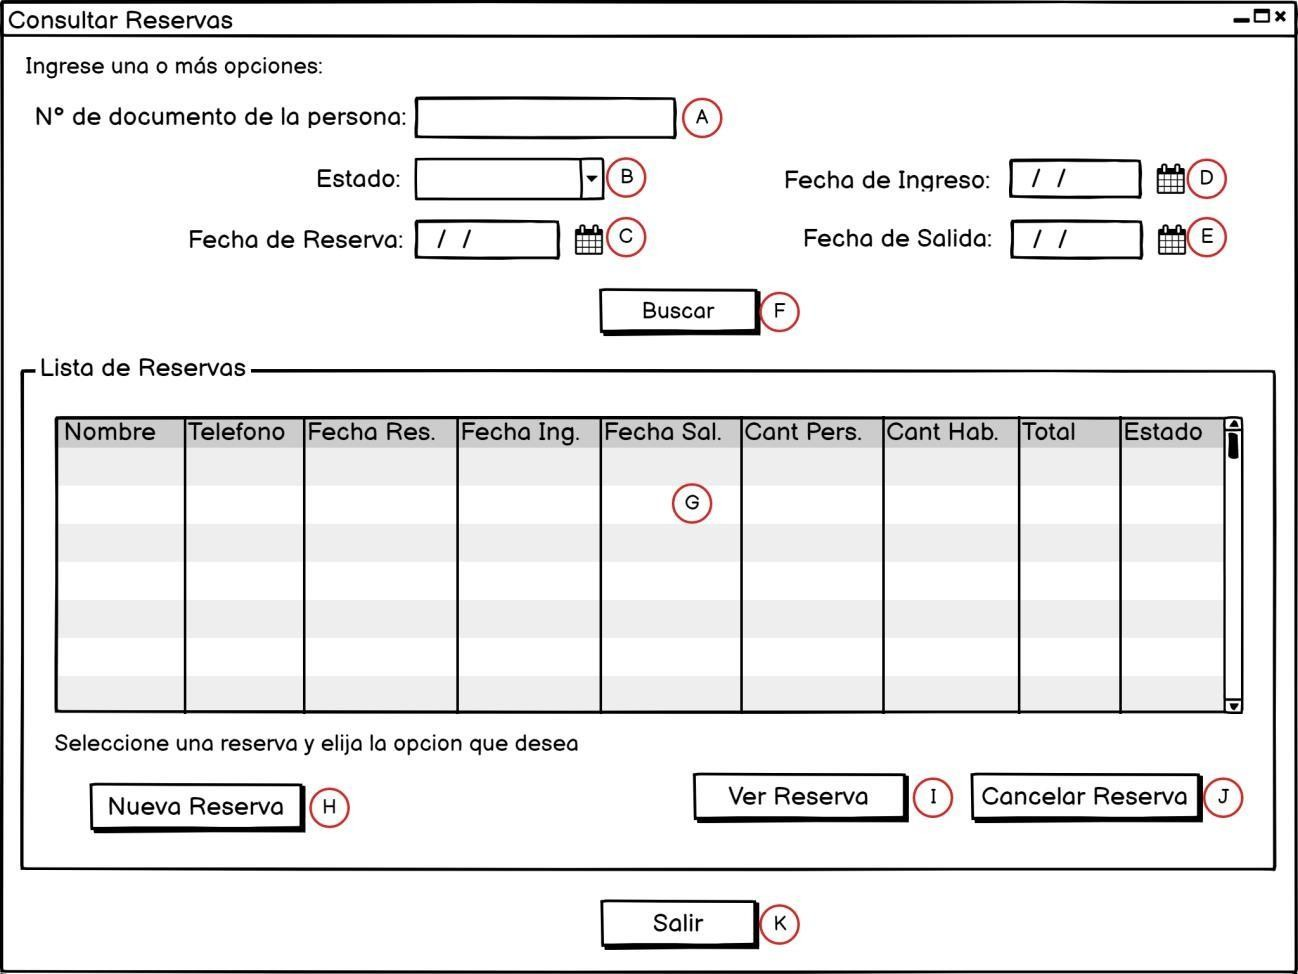 Consultar Reservas
Ingrese una o más opciones:
N° de documento de la persona: A
Estado: B
Fecha de Ingreso: / / D
Fecha de Reserva: / / C
Fecha de Salida: / / E
Buscar F
Lista de Reservas
Nombre Telefono Fecha Res. Fecha Ing. Fecha Sal. Cant Pers. Cant Hab. Total Estado
G
Seleccione una reserva y elija la opcion que desea
Nueva Reserva H
Ver Reserva I
Cancelar Reserva J
Salir K